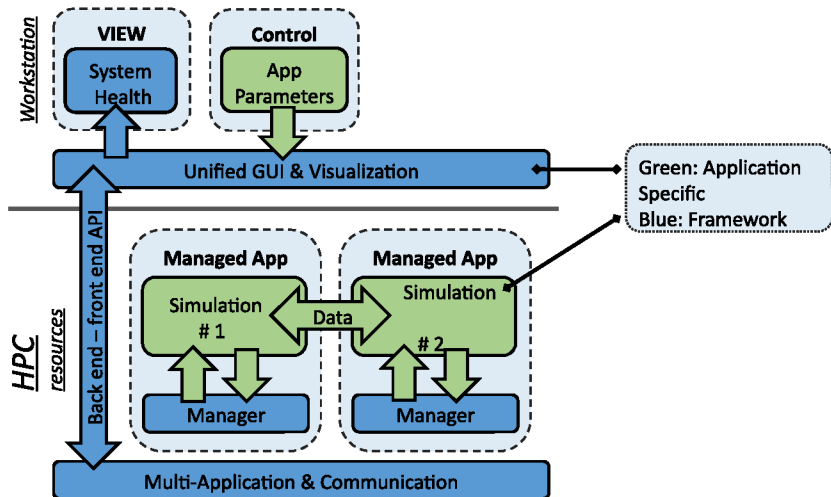 Workstation
VIEW
System
Health
Control
App
Parameters
Unified GUI & Visualization
Green: Application
Specific
Blue: Framework
HPC
resources
Back end – front end API
Managed App
Simulation
# 1
Manager
Data
Managed App
Simulation
# 2
Manager
Multi-Application & Communication